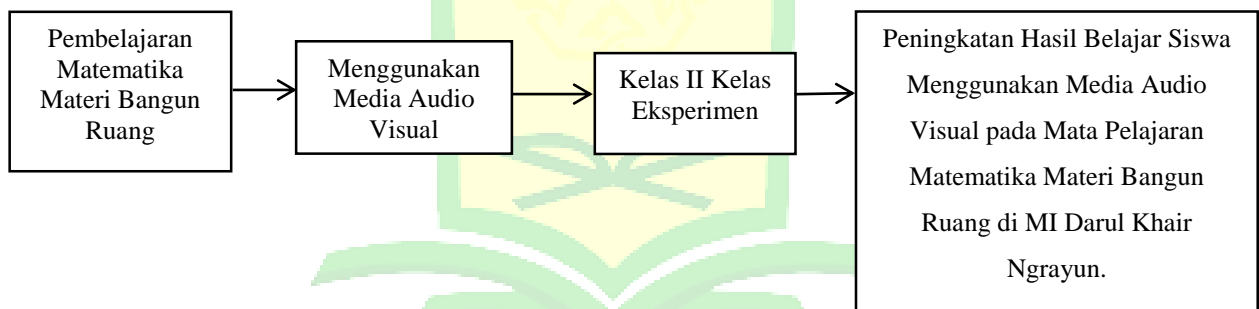 Pembelajaran
Matematika
Materi Bangun
Ruang
Menggunakan
Media Audio
Visual
Kelas II Kelas
Eksperimen
Peningkatan Hasil Belajar Siswa
Menggunakan Media Audio
Visual pada Mata Pelajaran
Matematika Materi Bangun
Ruang di MI Darul Khair
Ngrayun.